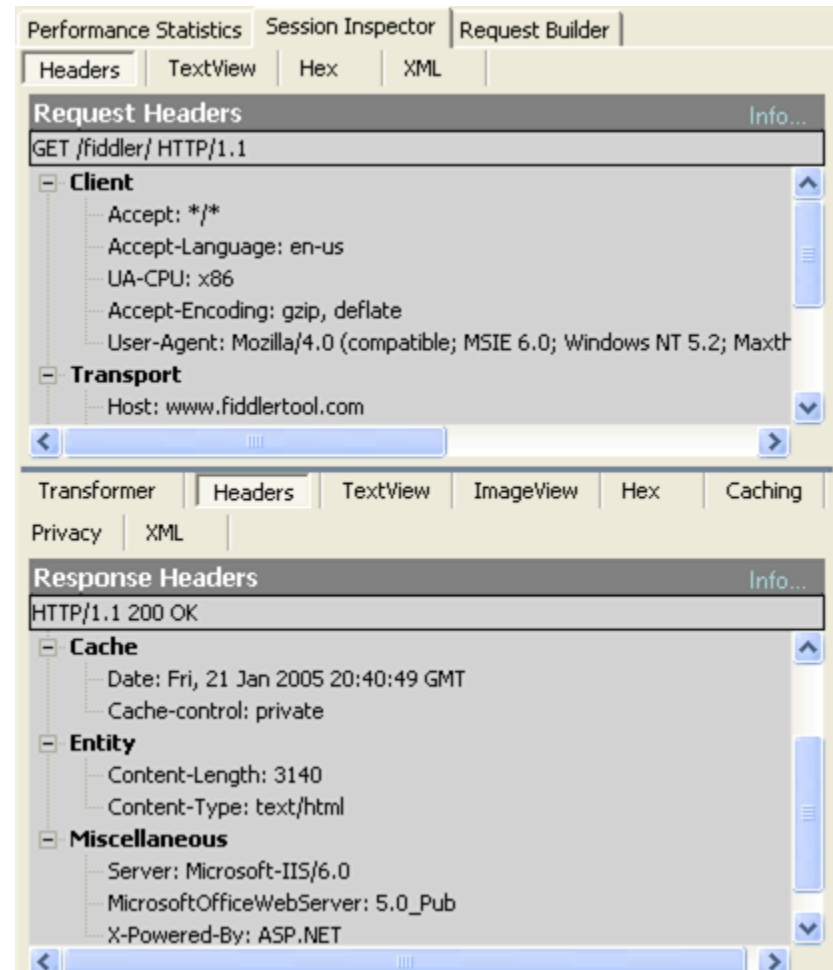 Performance Statistics Session Inspector Request Builder
Headers TextView Hex XML
Request Headers Info...
GET /fiddler/ HTTP/1.1
Client
Accept: */*
Accept-Language: en-us
UA-CPU: x86
Accept-Encoding: gzip, deflate
User-Agent: Mozilla/4.0 (compatible; MSIE 6.0; Windows NT 5.2; Maxth
Transport
Host: www.fiddlertool.com
Transformer Headers TextView ImageView Hex Caching
Privacy XML
Response Headers Info...
HTTP/1.1 200 OK
Cache
Date: Fri, 21 Jan 2005 20:40:49 GMT
Cache-control: private
Entity
Content-Length: 3140
Content-Type: text/html
Miscellaneous
Server: Microsoft-IIS/6.0
MicrosoftOfficeWebServer: 5.0_Pub
X-Powered-By: ASP.NET